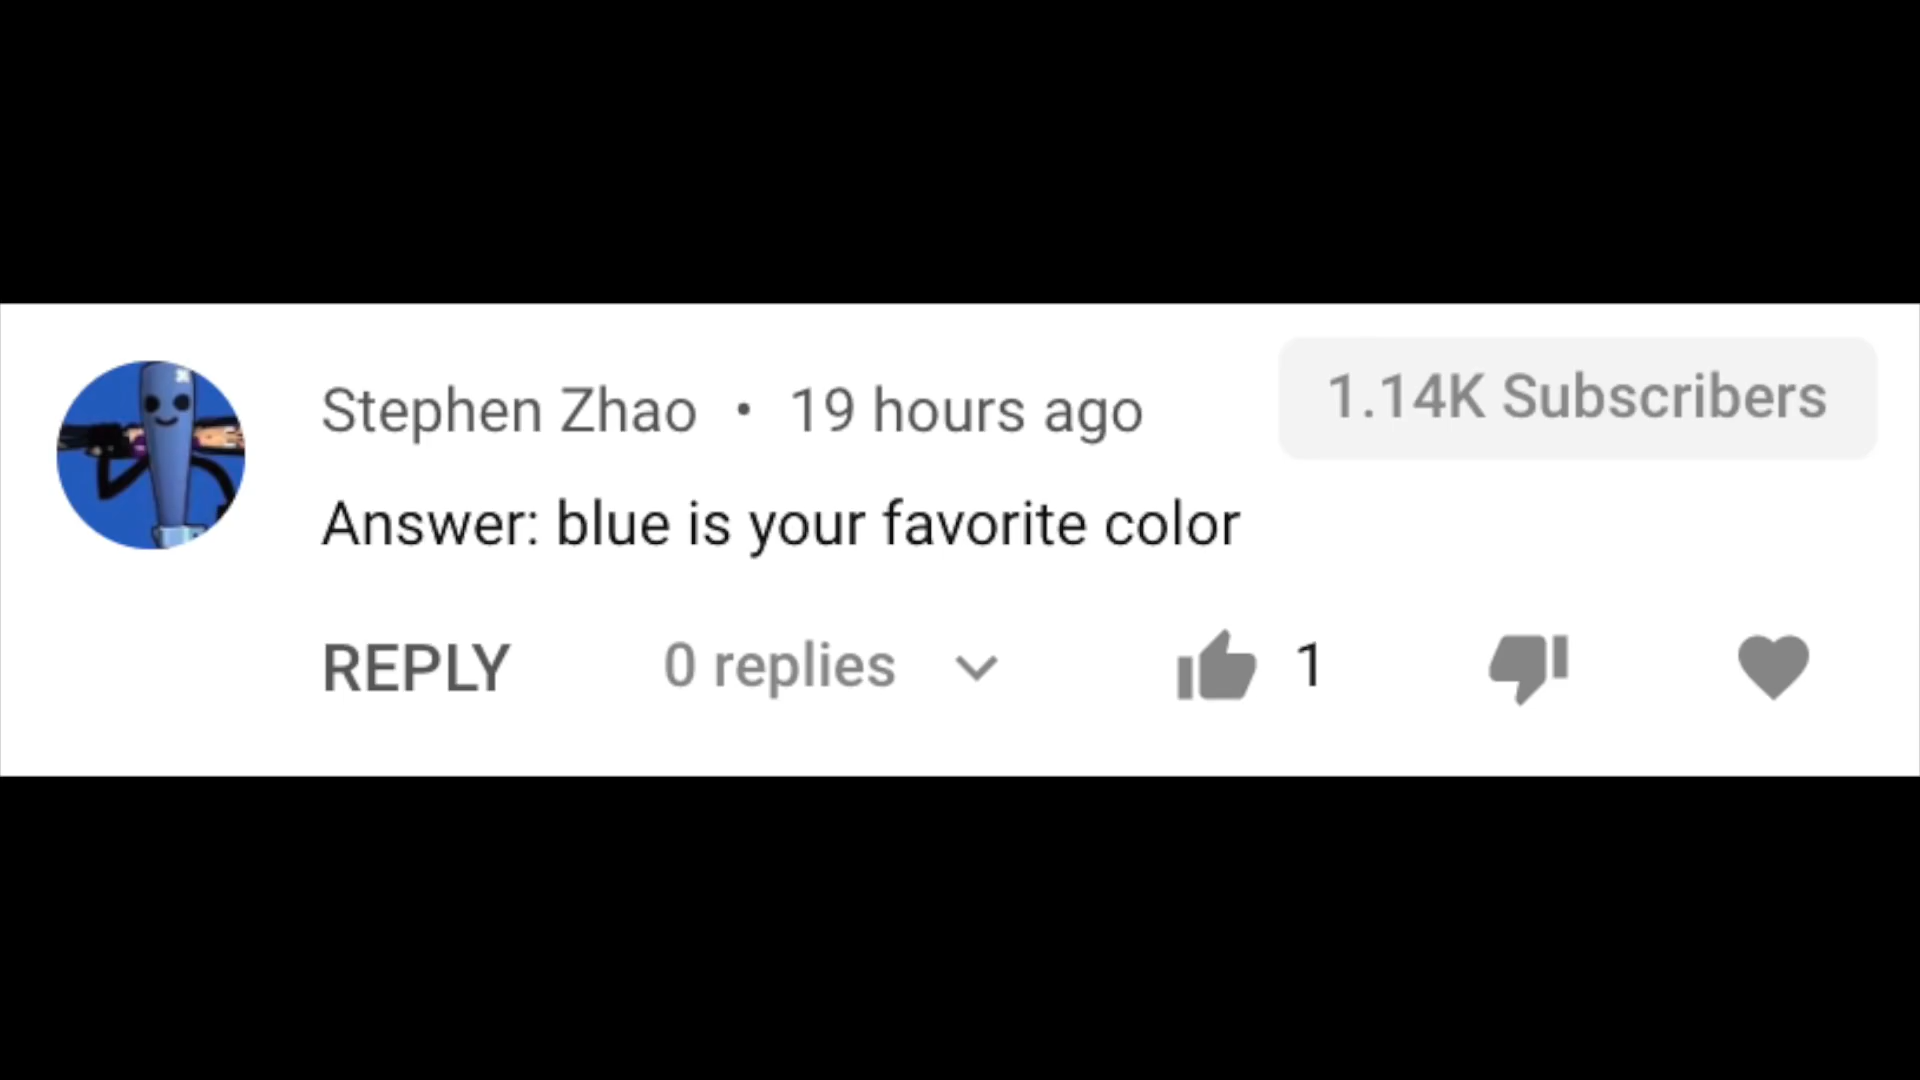 Stephen Zhao • 19 hours ago
1.14K Subscribers
Answer: blue is your favorite color
REPLY 0 replies 1